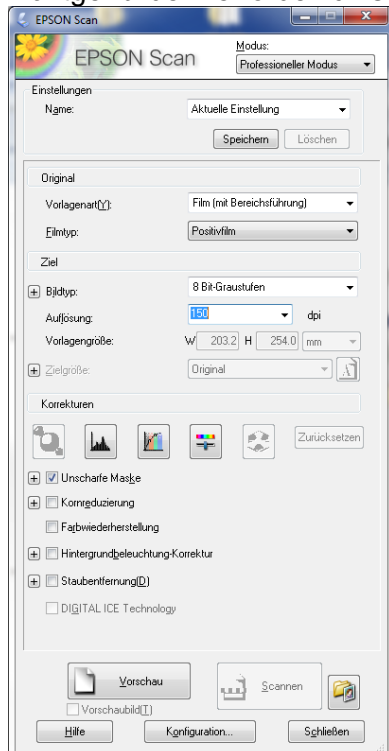 EPSON Scan
EPSON Scan
Modus:
Professioneller Modus
Einstellungen
Name: Aktuelle Einstellung
Speichern Löschen
Original
Vorlagenart(Y): Film (mit Bereichsführung)
Filmtyp: Positivfilm
Ziel
Bildtyp: 8 Bit-Graustufen
Auflösung: 150 dpi
Vorlagengröße: W 203.2 H 254.0 mm
Zielgröße: Original
Korrekturen
Zurücksetzen
Unscharfe Maske
Kornreduzierung
Farbwiederherstellung
Hintergrundbeleuchtung-Korrektur
Staubentfernung(D)
DIGITAL ICE Technology
Vorschau Scannen
Vorschaubild(T)
Hilfe Konfiguration... Schließen